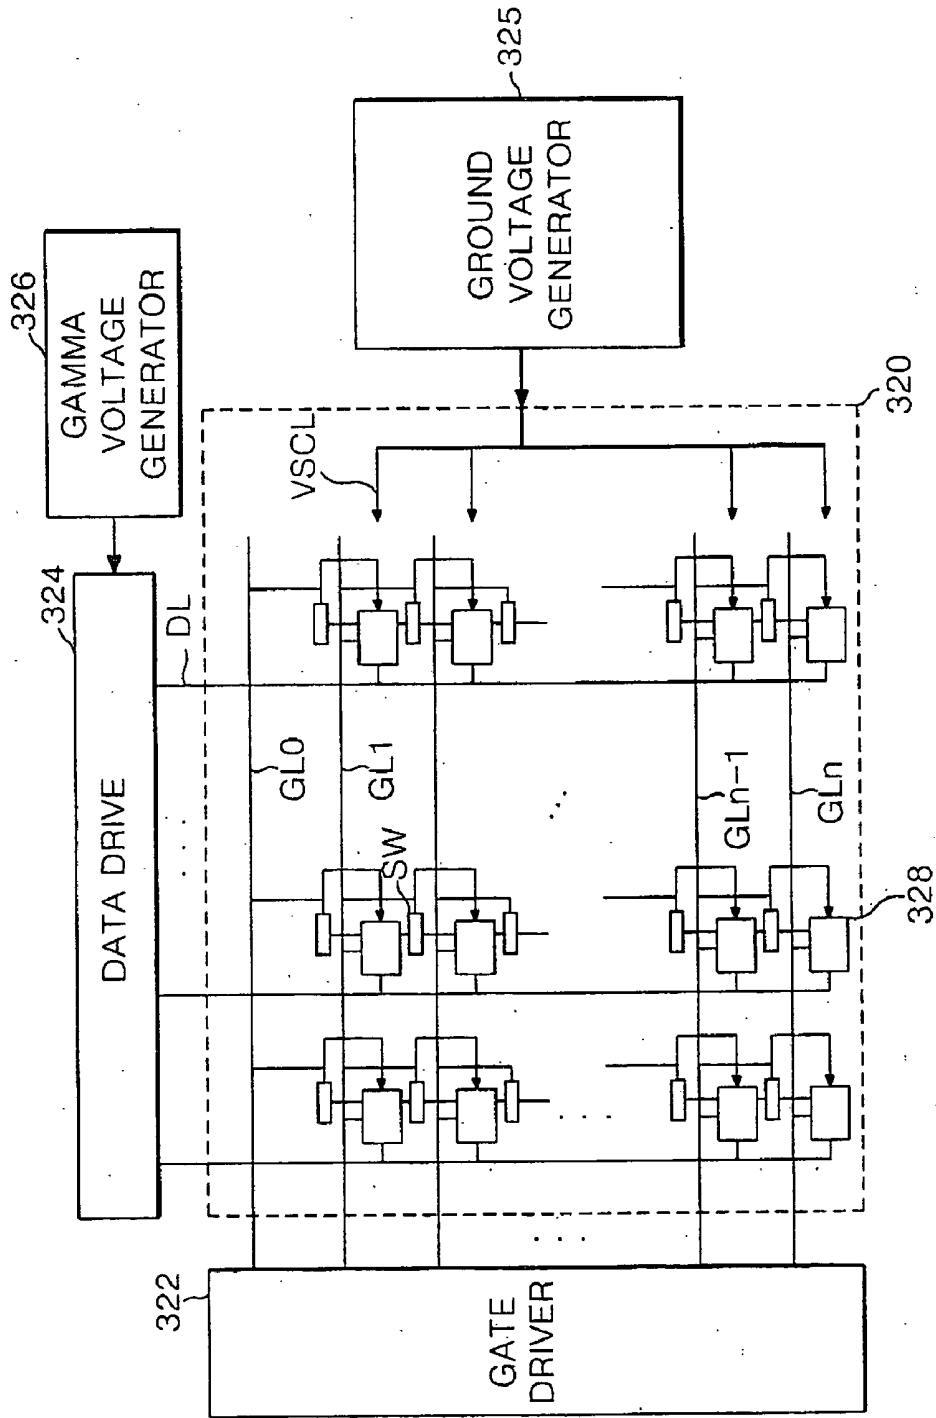 326
GAMMA
VOLTAGE
GENERATOR
324
DATA DRIVE
DL
325
GROUND
VOLTAGE
GENERATOR
VSCL
320
GL0
GL1
SW
GLn-1
GLn
328
322
GATE
DRIVER